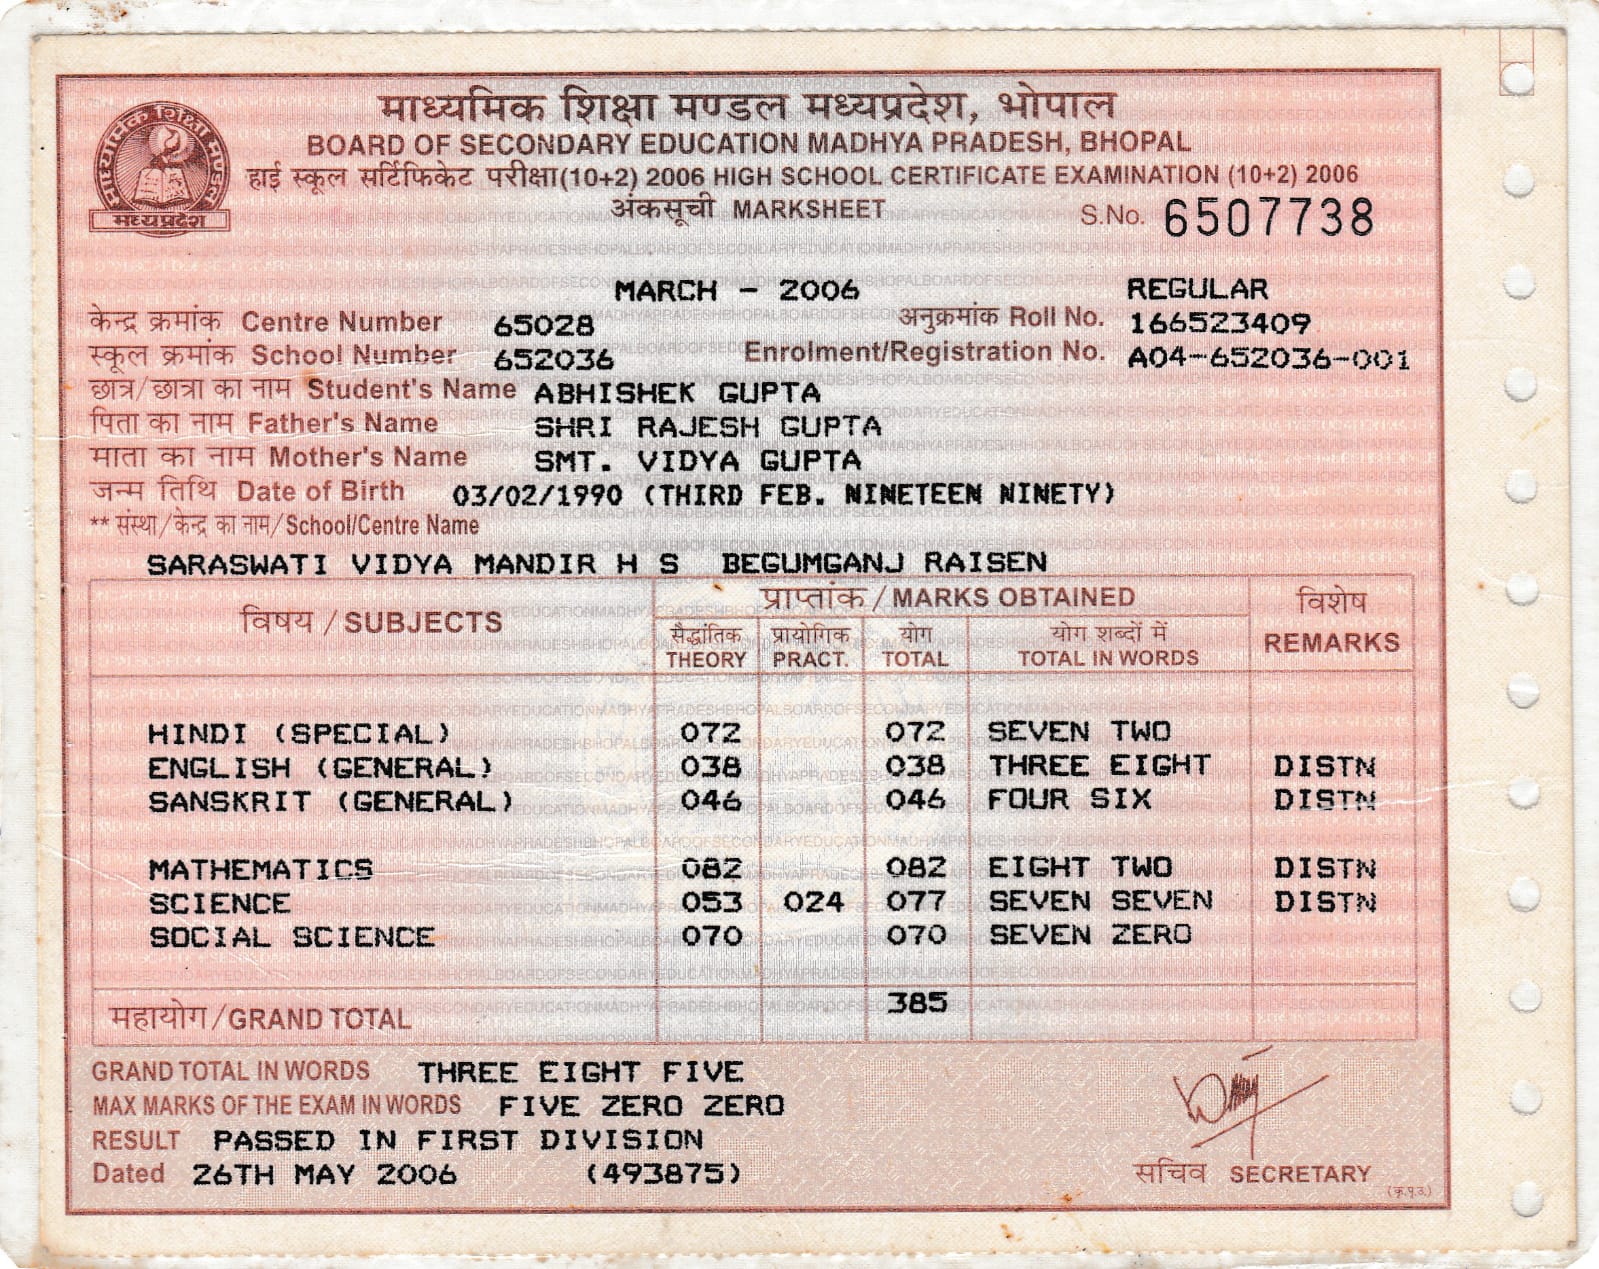 माध्यमिक शिक्षा मण्डल मध्यप्रदेश, भोपाल
BOARD OF SECONDARY EDUCATION MADHYA PRADESH, BHOPAL
हाई स्कूल सर्टिफिकेट परीक्षा(10+2) 2006 HIGH SCHOOL CERTIFICATE EXAMINATION (10+2) 2006
अंकसूची MARKSHEET
S.No. 6507738
मध्यप्रदेश
MARCH - 2006 REGULAR
केन्द्र क्रमांक Centre Number 65028 अनुक्रमांक Roll No. 166523409
स्कूल क्रमांक School Number 652036 Enrolment/Registration No. A04-652036-001
छात्र/छात्रा का नाम Student's Name ABHISHEK GUPTA
पिता का नाम Father's Name SHRI RAJESH GUPTA
माता का नाम Mother's Name SMT. VIDYA GUPTA
जन्म तिथि Date of Birth 03/02/1990 (THIRD FEB. NINETEEN NINETY)
** संस्था/केन्द्र का नाम/School/Centre Name
SARASWATI VIDYA MANDIR H S BEGUMGANJ RAISEN
विषय / SUBJECTS प्राप्तांक / MARKS OBTAINED विशेष
REMARKS
सैद्धांतिक प्रायोगिक योग योग शब्दों में
THEORY PRACT. TOTAL TOTAL IN WORDS
HINDI (SPECIAL) 072 072 SEVEN TWO
ENGLISH (GENERAL) 038 038 THREE EIGHT DISTN
SANSKRIT (GENERAL) 046 046 FOUR SIX DISTN
MATHEMATICS 082 082 EIGHT TWO DISTN
SCIENCE 053 024 077 SEVEN SEVEN DISTN
SOCIAL SCIENCE 070 070 SEVEN ZERO
महायोग/GRAND TOTAL 385
GRAND TOTAL IN WORDS THREE EIGHT FIVE
MAX MARKS OF THE EXAM IN WORDS FIVE ZERO ZERO
RESULT PASSED IN FIRST DIVISION
Dated 26TH MAY 2006 (493875)
सचिव SECRETARY
(कृ.पृ.उ.)